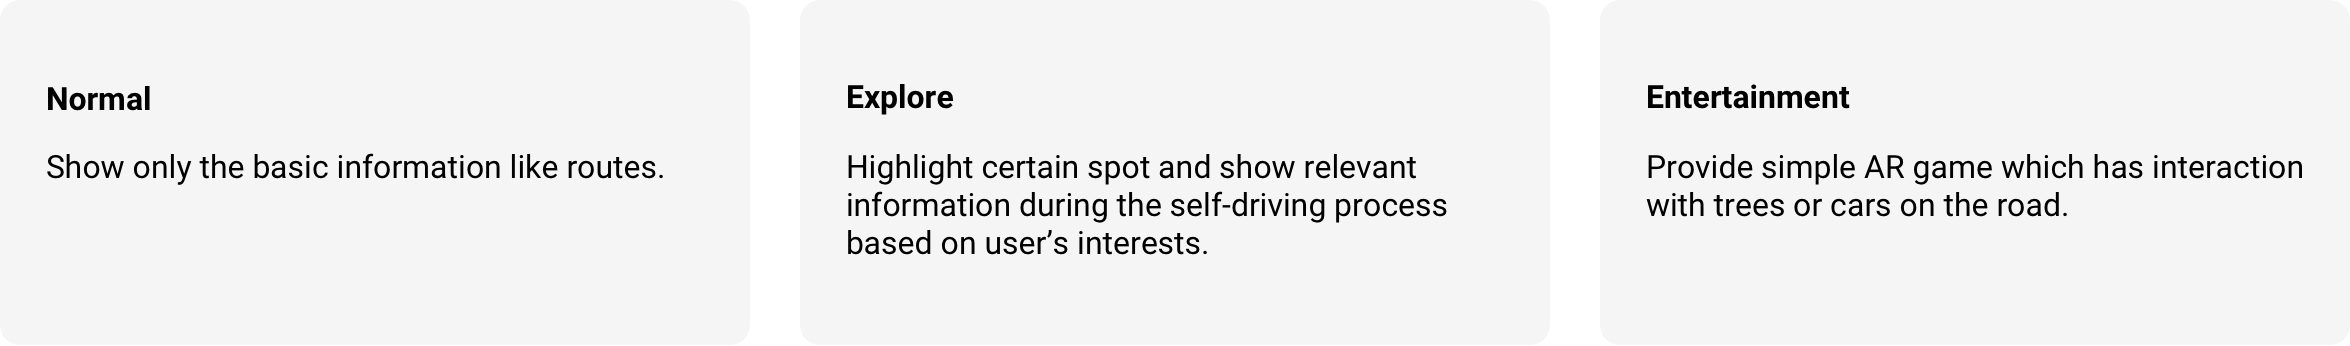 Normal
Show only the basic information like routes.
Explore
Highlight certain spot and show relevant
information during the self-driving process
based on user’s interests.
Entertainment
Provide simple AR game which has interaction
with trees or cars on the road.